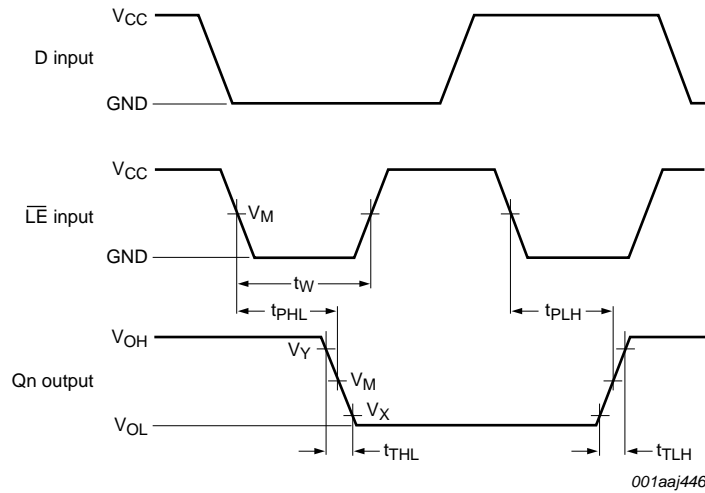 VCC
D input
GND
VCC
LE input
VM
GND
tW
tPHL
tPLH
VOH
VY
Qn output
VM
VX
VOL
tTHL
tTLH
001aaj446